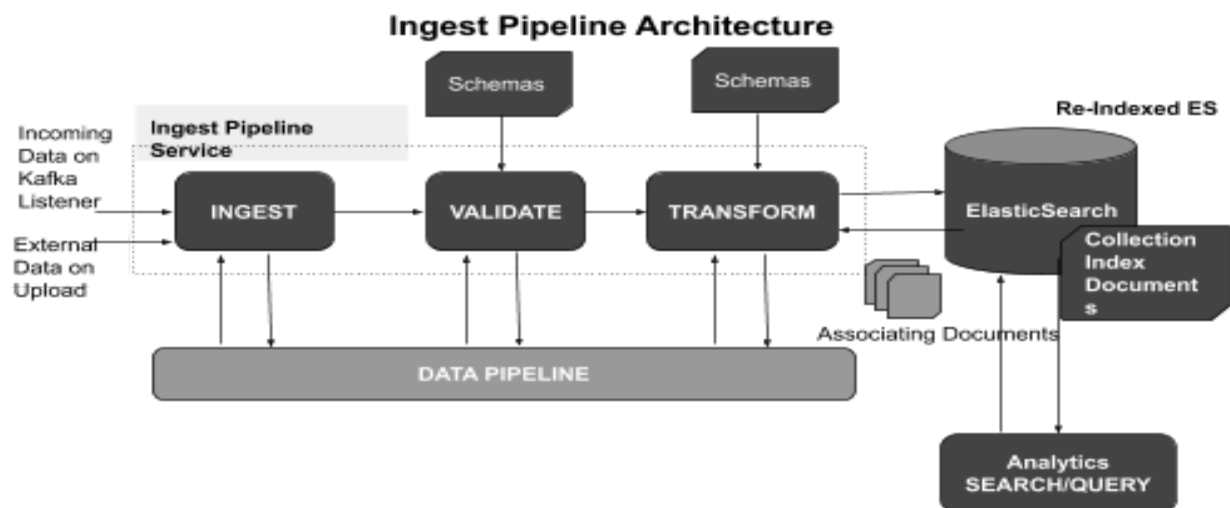 Ingest Pipeline Architecture
Schemas
Schemas
Re-Indexed ES
Ingest Pipeline
Service
Incoming
Data on
Kafka
Listener
INGEST
VALIDATE
TRANSFORM
ElasticSearch
External
Data on
Upload
Collection
Index
Document
s
Associating Documents
DATA PIPELINE
Analytics
SEARCH/QUERY